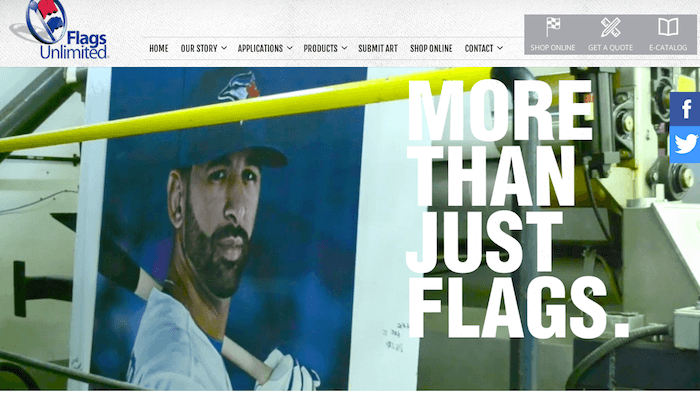 Flags
Unlimited
HOME OUR STORY APPLICATIONS PRODUCTS SUBMIT ART SHOP ONLINE CONTACT
SHOP ONLINE GET A QUOTE E-CATALOG
MORE
THAN
JUST
FLAGS.